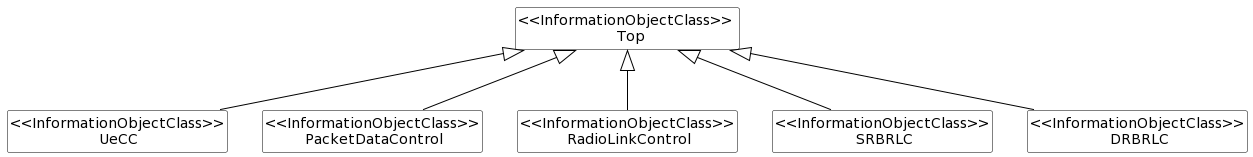 <<InformationObjectClass>>
Top
<<InformationObjectClass>>
UeCC
<<InformationObjectClass>>
PacketDataControl
<<InformationObjectClass>>
RadioLinkControl
<<InformationObjectClass>>
SRBRLC
<<InformationObjectClass>>
DRBRLC